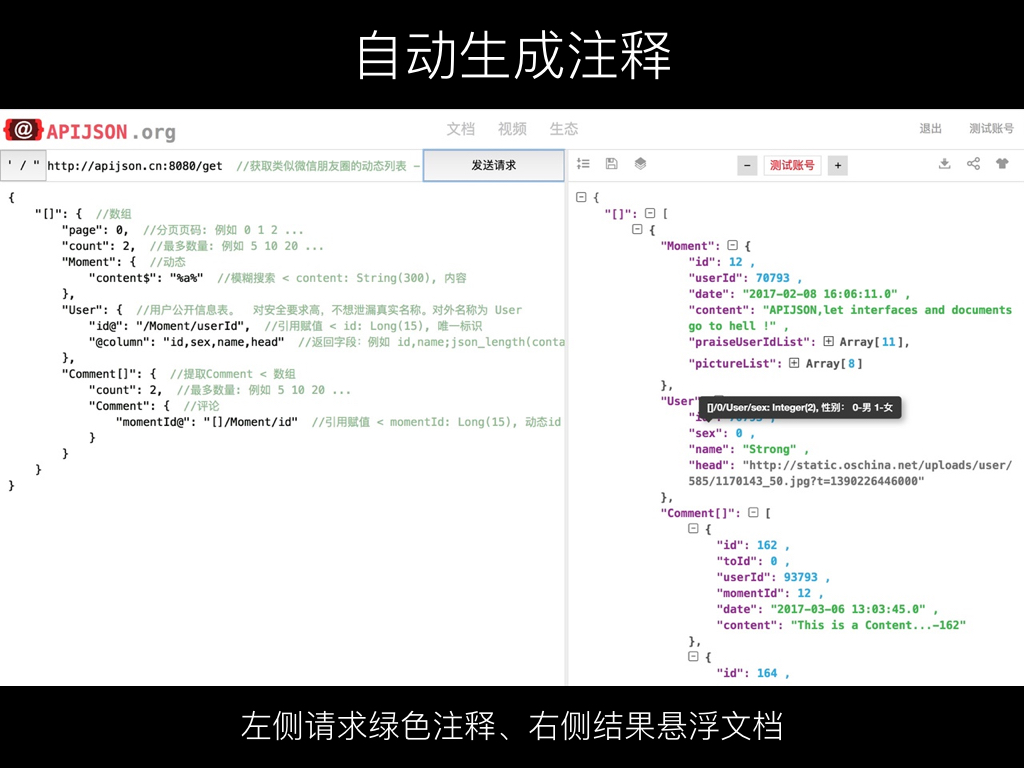 自动生成注释
@APIJSON.org
文档 视频 生态
退出 测试账号
' / " http://apijson.cn:8080/get //获取类似微信朋友圈的动态列表 -
发送请求
- 测试账号 +
{
"[]": { //数组
"page": 0, //分页页码: 例如 0 1 2 ...
"count": 2, //最多数量: 例如 5 10 20 ...
"Moment": { //动态
"content$": "%a%" //模糊搜索 < content: String(300), 内容
},
"User": { //用户公开信息表。 对安全要求高，不想泄漏真实名称。对外名称为 User
"id@": "/Moment/userId", //引用赋值 < id: Long(15), 唯一标识
"@column": "id,sex,name,head" //返回字段: 例如 id,name;json_length(conta
},
"Comment[]": { //提取Comment < 数组
"count": 2, //最多数量: 例如 5 10 20 ...
"Comment": { //评论
"momentId@": "[]/Moment/id" //引用赋值 < momentId: Long(15), 动态id
}
}
}
}
{
"[]": [
{
"Moment": {
"id": 12 ,
"userId": 70793 ,
"date": "2017-02-08 16:06:11.0" ,
"content": "APIJSON,let interfaces and documents
go to hell !" ,
"praiseUserIdList": Array[11],
"pictureList": Array[8]
},
"User"
[]/0/User/sex: Integer(2), 性别: 0-男 1-女
"sex": 0 ,
"name": "Strong" ,
"head": "http://static.oschina.net/uploads/user/
585/1170143_50.jpg?t=1390226446000"
},
"Comment[]": [
{
"id": 162 ,
"toId": 0 ,
"userId": 93793 ,
"momentId": 12 ,
"date": "2017-03-06 13:03:45.0" ,
"content": "This is a Content...-162"
},
{
"id": 164 ,
左侧请求绿色注释、右侧结果悬浮文档